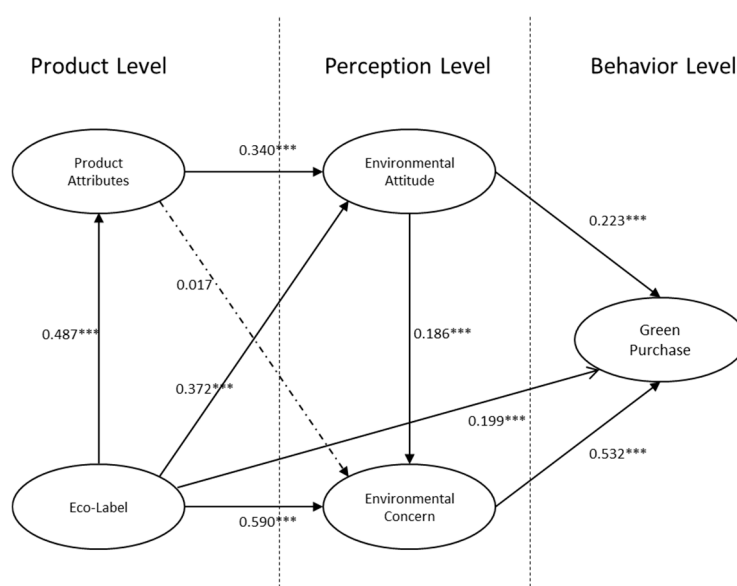 Product Level
Perception Level
Behavior Level
Product
Attributes
0.340***
Environmental
Attitude
0.223***
0.017
0.487***
0.186***
Green
Purchase
0.372***
0.199***
0.532***
Eco-Label
0.590***
Environmental
Concern